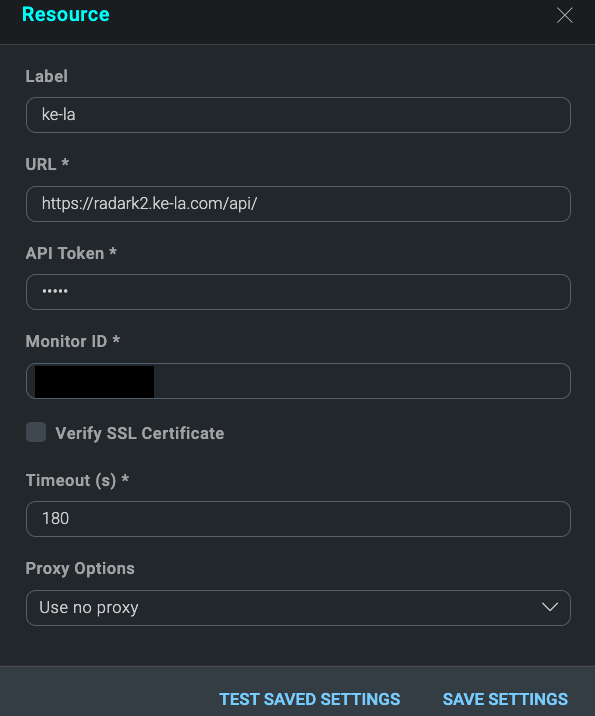 Resource
Label
ke-la
URL *
https://radark2.ke-la.com/api/
API Token *
•••••
Monitor ID *
Verify SSL Certificate
Timeout (s) *
180
Proxy Options
Use no proxy
TEST SAVED SETTINGS SAVE SETTINGS